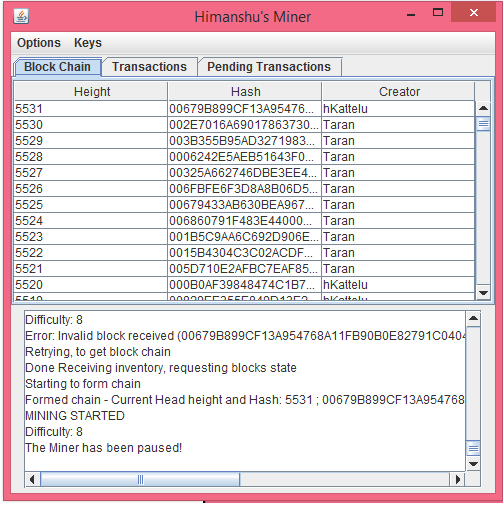 Himanshu's Miner
Options Keys
Block Chain Transactions Pending Transactions
Height Hash Creator
5531 00679B899CF13A95476... hKattelu
5530 002E7016A69017863730... Taran
5529 003B355B95AD3271983... Taran
5528 0006242E5AEB51643F0... Taran
5527 00325A662746DBE3EE4... Taran
5526 006FBFE6F3D8A8B06D5... Taran
5525 00679433AB630BEA967... Taran
5524 006860791F483E44000... Taran
5523 001B5C9AA6C692D906E... Taran
5522 0015B4304C3C02ACDF... Taran
5521 005D710E2AFBC7EAF85... Taran
5520 000B0AF39848474C1B7... hKattelu
5519 hKattelu
Difficulty: 8
Error: Invalid block received (00679B899CF13A954768A11FB90B0E82791C0404
Retrying, to get block chain
Done Receiving inventory, requesting blocks state
Starting to form chain
Formed chain - Current Head height and Hash: 5531 ; 00679B899CF13A954768
MINING STARTED
Difficulty: 8
The Miner has been paused!